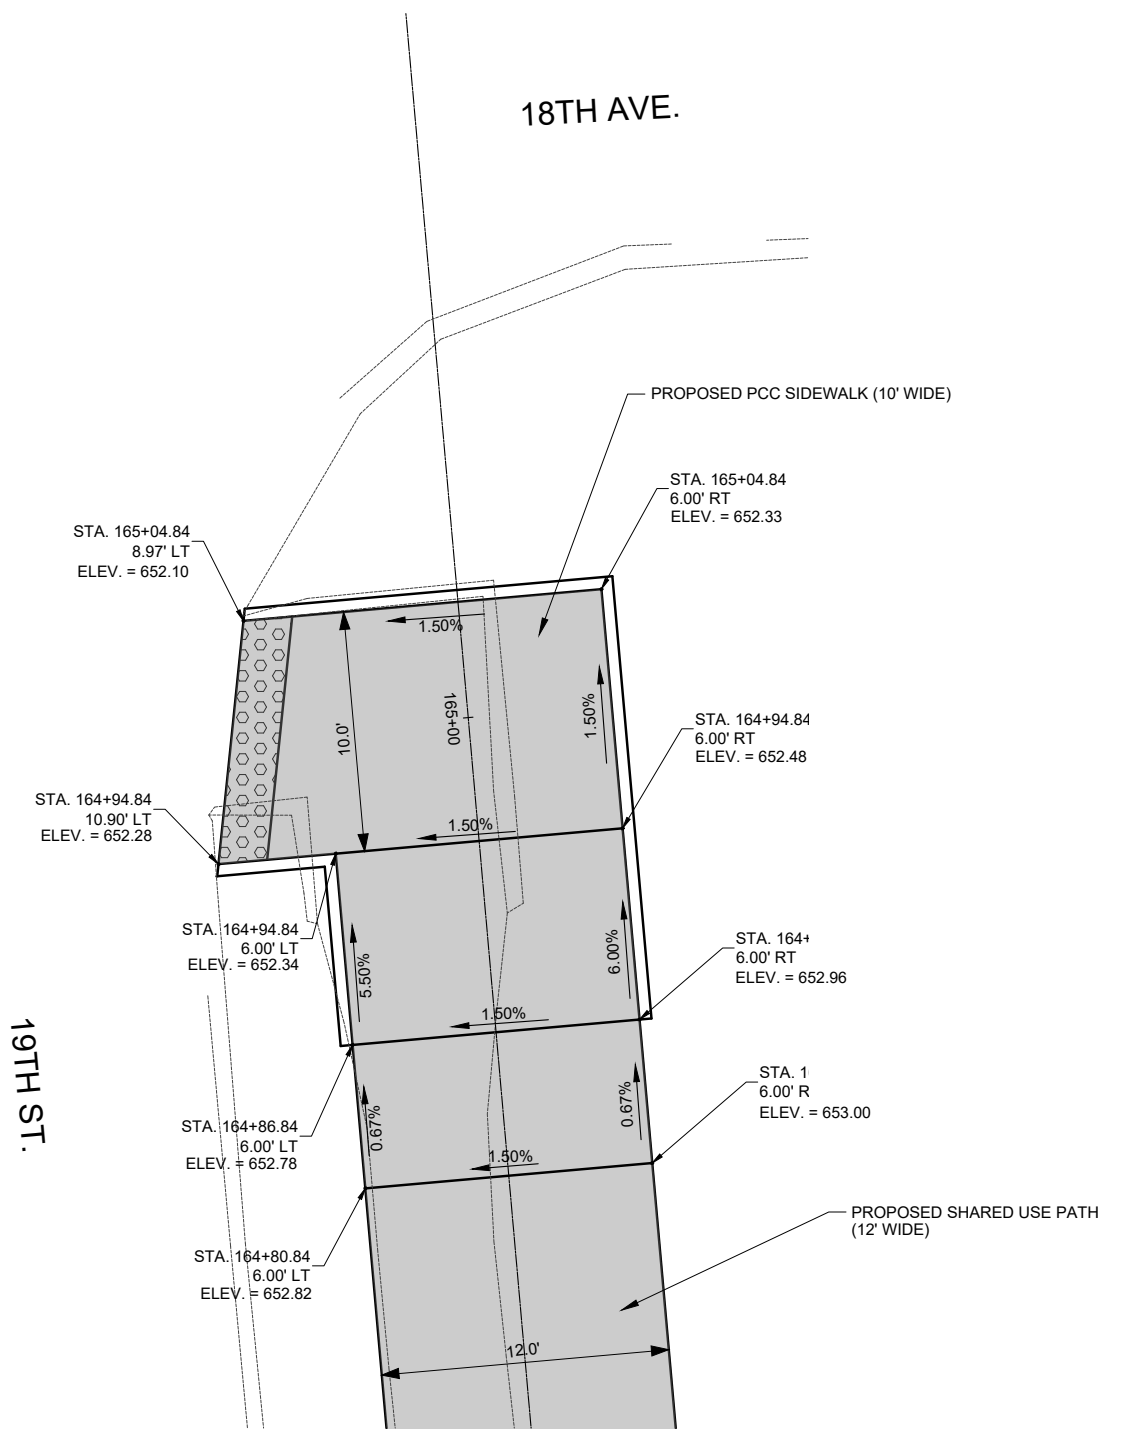 18TH AVE.
PROPOSED PCC SIDEWALK (10' WIDE)
STA. 165+04.84
6.00' RT
ELEV. = 652.33
STA. 165+04.84
8.97' LT
ELEV. = 652.10
1.50%
1.50%
165+00
10.0'
STA. 164+94.84
6.00' RT
ELEV. = 652.48
STA. 164+94.84
10.90' LT
ELEV. = 652.28
1.50%
STA. 164+94.84
6.00' LT
ELEV. = 652.34
5.50%
6.00%
STA. 164+
6.00' RT
ELEV. = 652.96
1.50%
19TH ST.
STA. 1
6.00' R
ELEV. = 653.00
0.67%
0.67%
STA. 164+86.84
6.00' LT
ELEV. = 652.78
1.50%
PROPOSED SHARED USE PATH
(12' WIDE)
STA. 164+80.84
6.00' LT
ELEV. = 652.82
12.0'